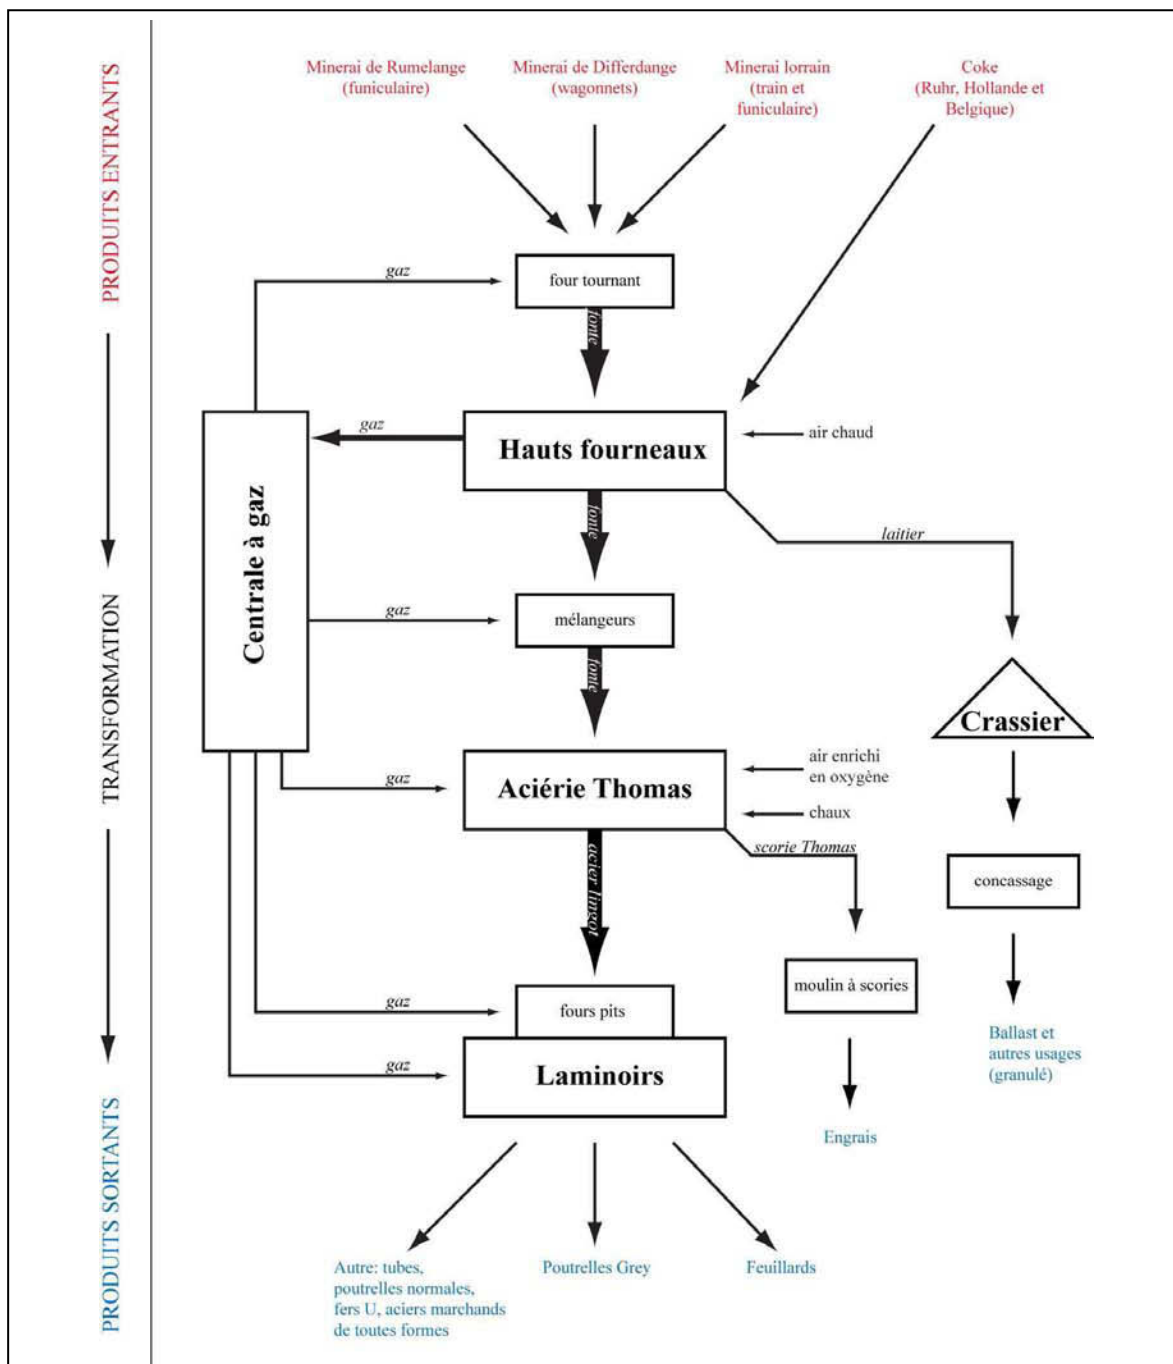 PRODUITS ENTRANTS
TRANSFORMATION
PRODUITS SORTANTS
Minerai de Rumelange
(funiculaire)
Minerai de Differdange
(wagonnets)
Minerai lorrain
(train et
funiculaire)
Coke
(Ruhr, Hollande et
Belgique)
gaz
four tournant
fonte
gaz
Hauts fourneaux
air chaud
Centrale à gaz
fonte
laitier
gaz
mélangeurs
fonte
Crassier
gaz
Aciérie Thomas
air enrichi
en oxygène
chaux
scorie Thomas
acier lingot
concassage
moulin à scories
gaz
fours pits
Ballast et
autres usages
(granulé)
gaz
Laminoirs
Engrais
Autre: tubes,
poutrelles normales,
fers U, aciers marchands
de toutes formes
Poutrelles Grey
Feuillards